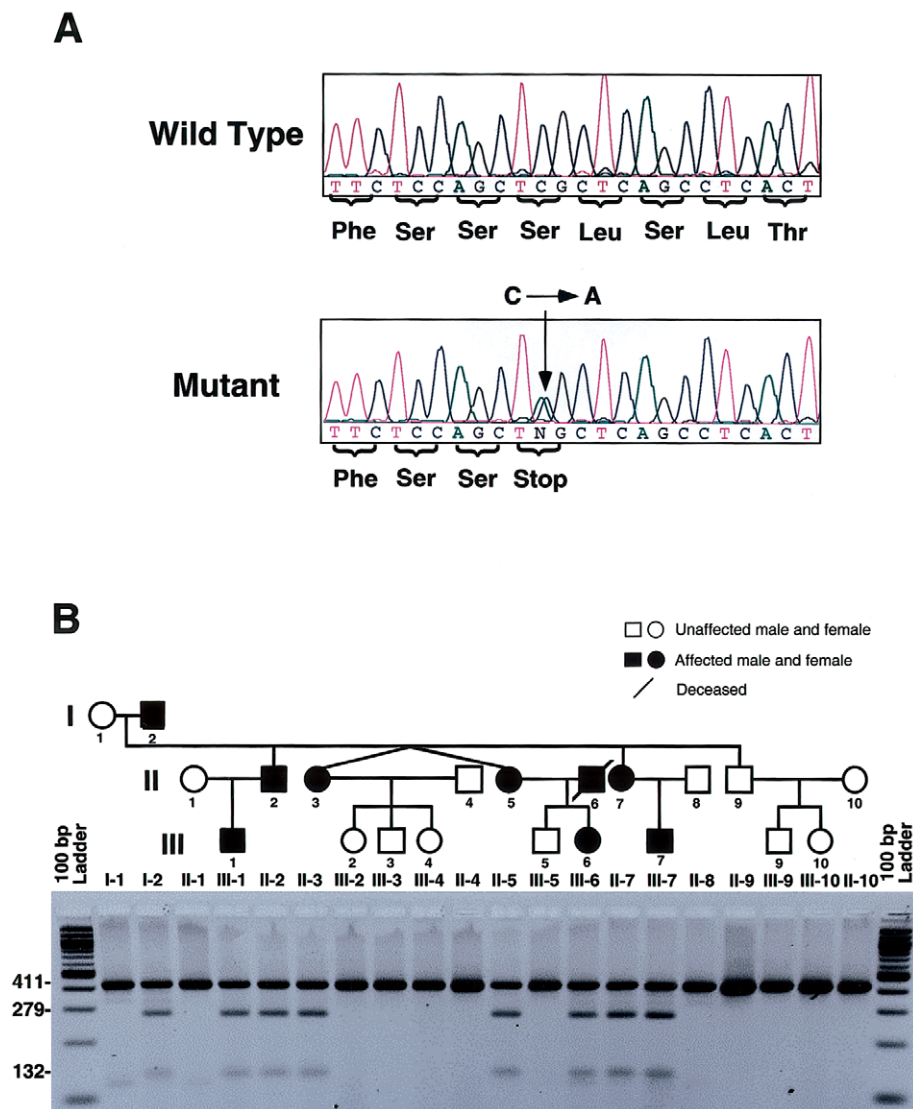 A
Wild Type
T T C T C C A G C T C G C T C A G C C T C A C T
Phe Ser Ser Ser Leu Ser Leu Thr
C A
Mutant
T T C T C C A G C T N G C T C A G C C T C A C T
Phe Ser Ser Stop
B
Unaffected male and female
Affected male and female
Deceased
I
1 2
II
1 2 3 4 5 6 7 8 9 10
III
1 2 3 4 5 6 7 9 10
100 bp Ladder
I-1 I-2 II-1 III-1 II-2 II-3 III-2 III-3 III-4 II-4 II-5 III-5 III-6 II-7 III-7 II-8 II-9 III-9 III-10 II-10
100 bp Ladder
411-
279-
132-